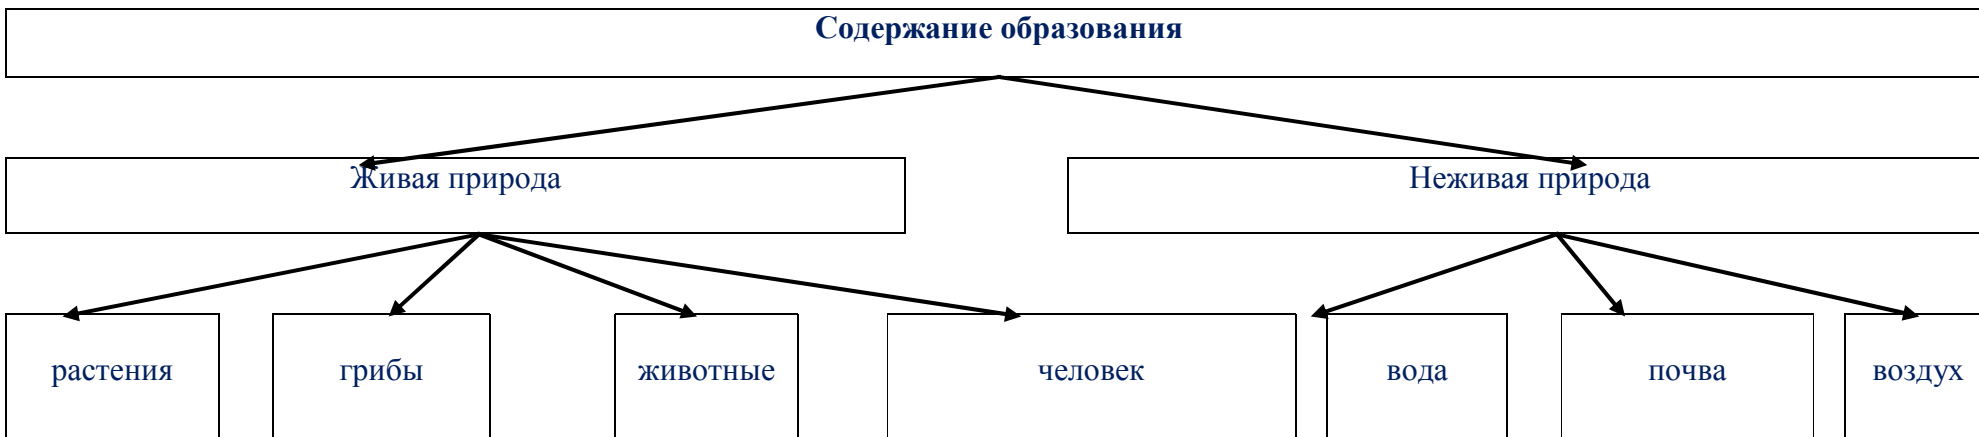 Содержание образования
Живая природа
Неживая природа
растения
грибы
животные
человек
вода
почва
воздух